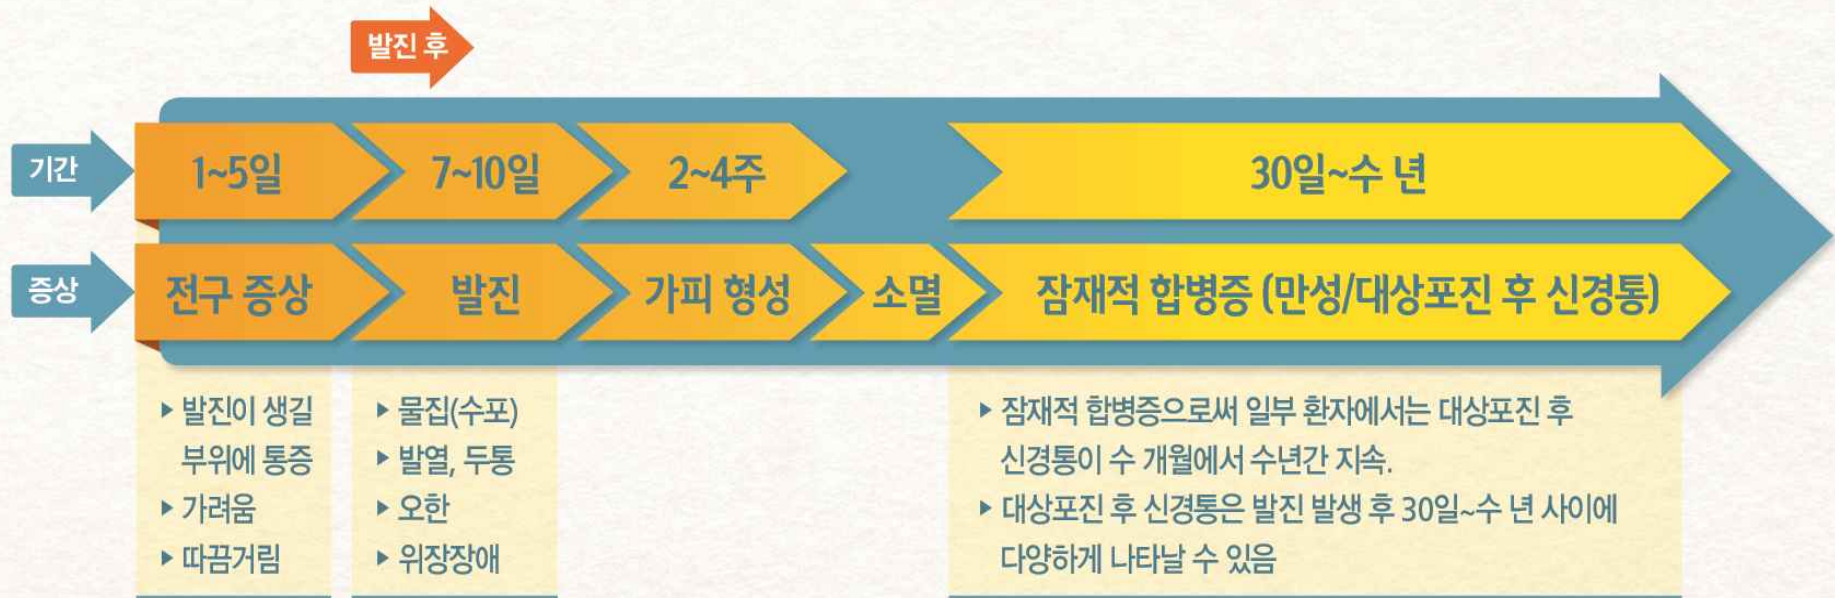 발진 후
기간
1~5일
7~10일
2~4주
30일~수 년
증상
전구 증상
발진
가피 형성
소멸
잠재적 합병증 (만성/대상포진 후 신경통)
▸ 발진이 생길
부위에 통증
▸ 가려움
▸ 따끔거림
▸ 물집(수포)
▸ 발열, 두통
▸ 오한
▸ 위장장애
▸ 잠재적 합병증으로써 일부 환자에서는 대상포진 후
신경통이 수 개월에서 수년간 지속.
▸ 대상포진 후 신경통은 발진 발생 후 30일~수 년 사이에
다양하게 나타날 수 있음